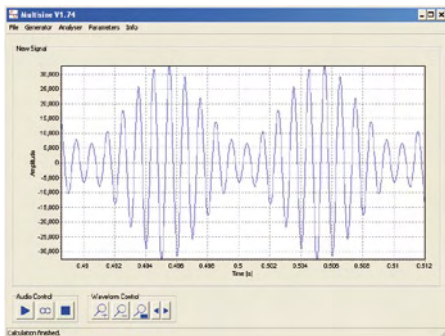 Multisine V1.74
File Generator Analyser Parameters Info
New Signal
30,000
25,000
20,000
15,000
10,000
5,000
0
-5,000
-10,000
-15,000
-20,000
-25,000
-30,000
Amplitude
0.49 0.492 0.494 0.496 0.498 0.5 0.502 0.504 0.506 0.508 0.51 0.512
Time [s]
Audio Control Waveform Control
Calculation finished.